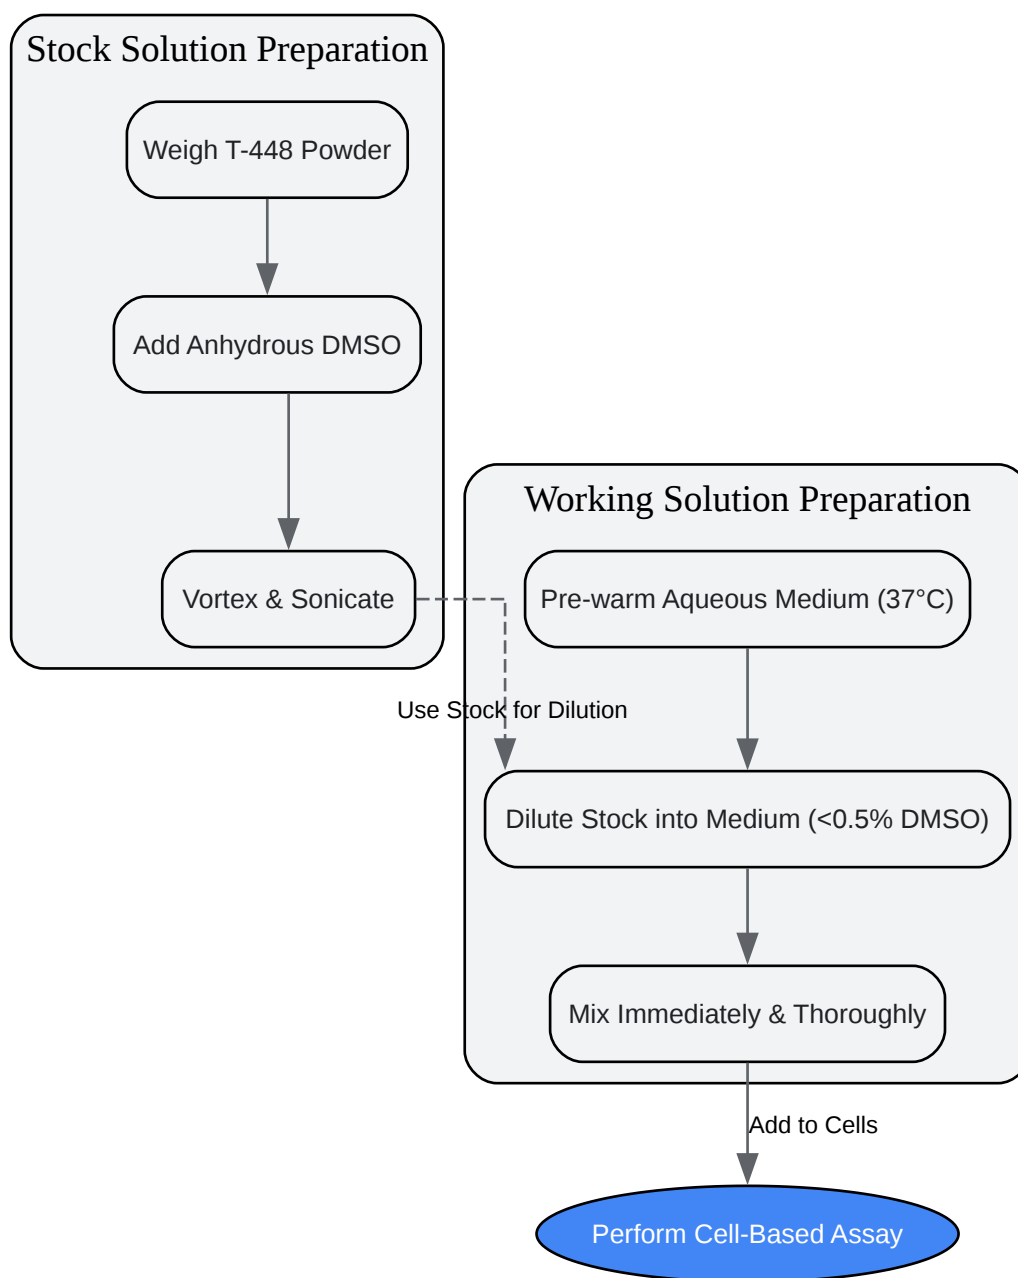 Stock Solution Preparation
Weigh T-448 Powder
Add Anhydrous DMSO
Vortex & Sonicate
Working Solution Preparation
Pre-warm Aqueous Medium (37°C)
Use Stock for Dilution
Dilute Stock into Medium (<0.5% DMSO)
Mix Immediately & Thoroughly
Add to Cells
Perform Cell-Based Assay